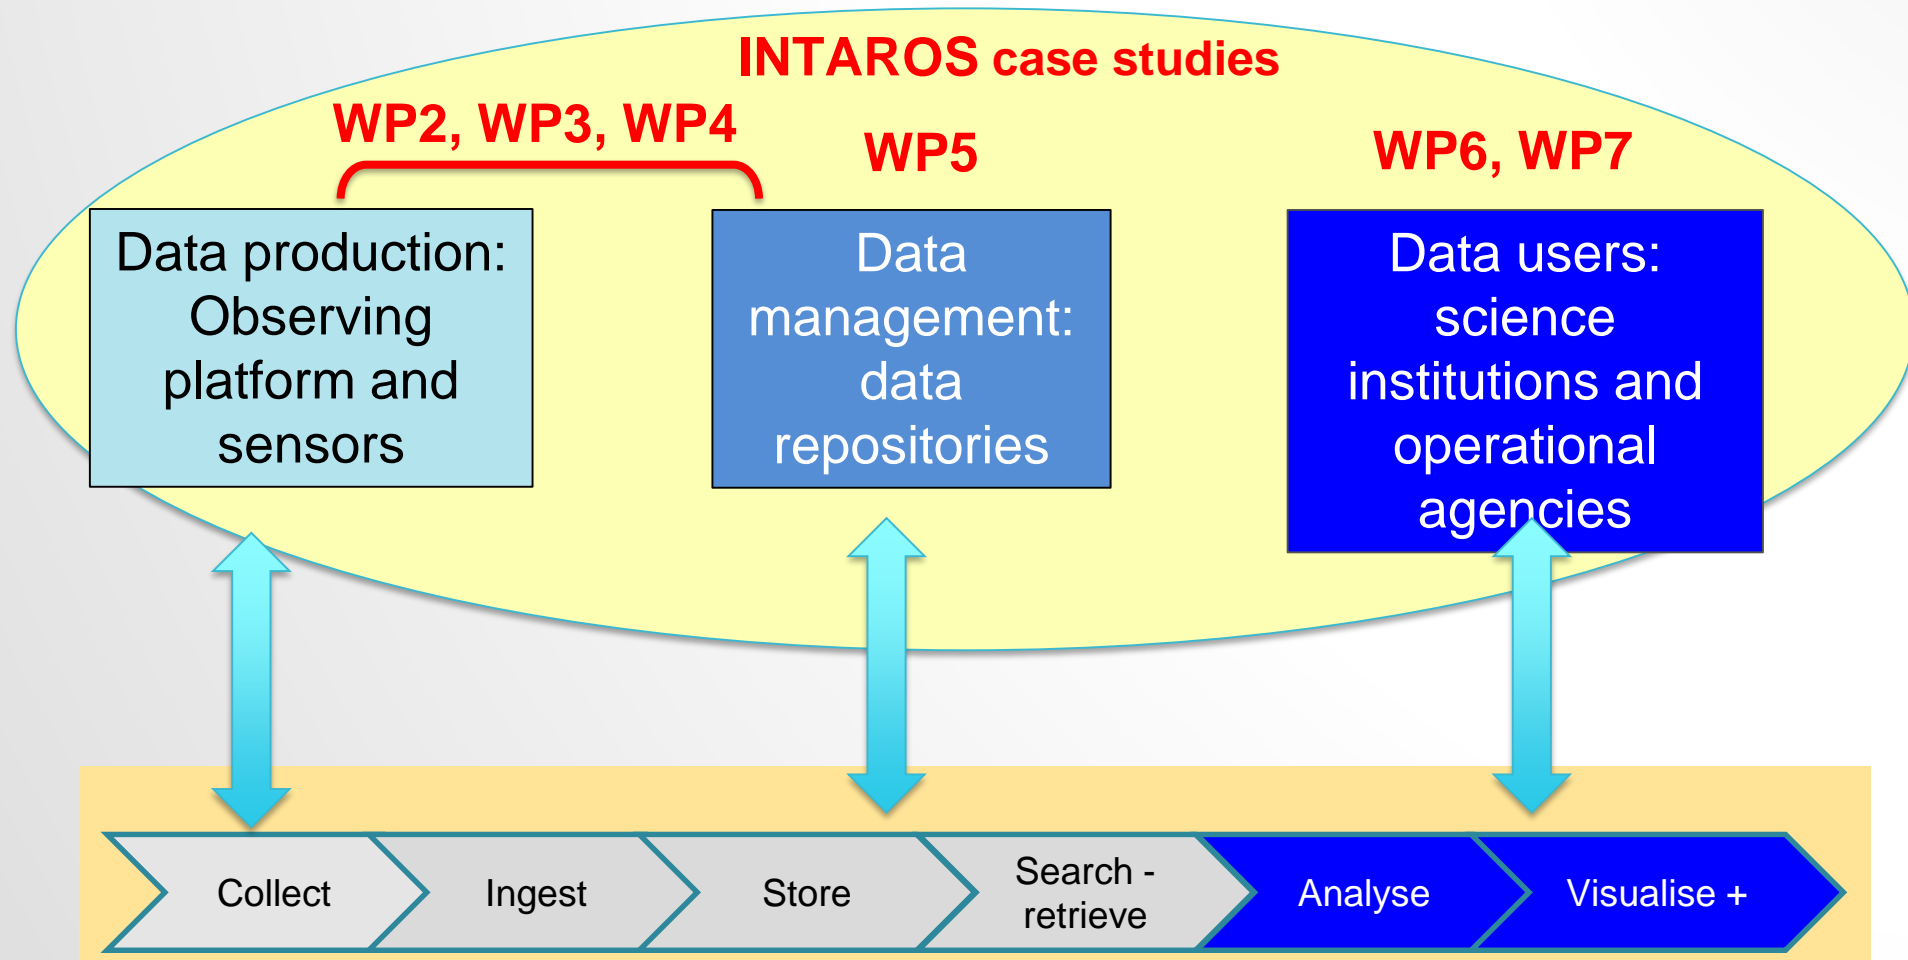 INTAROS case studies
WP2, WP3, WP4
WP5
WP6, WP7
Data production:
Observing
platform and
sensors
Data
management:
data
repositories
Data users:
science
institutions and
operational
agencies
Collect
Ingest
Store
Search -
retrieve
Analyse
Visualise +